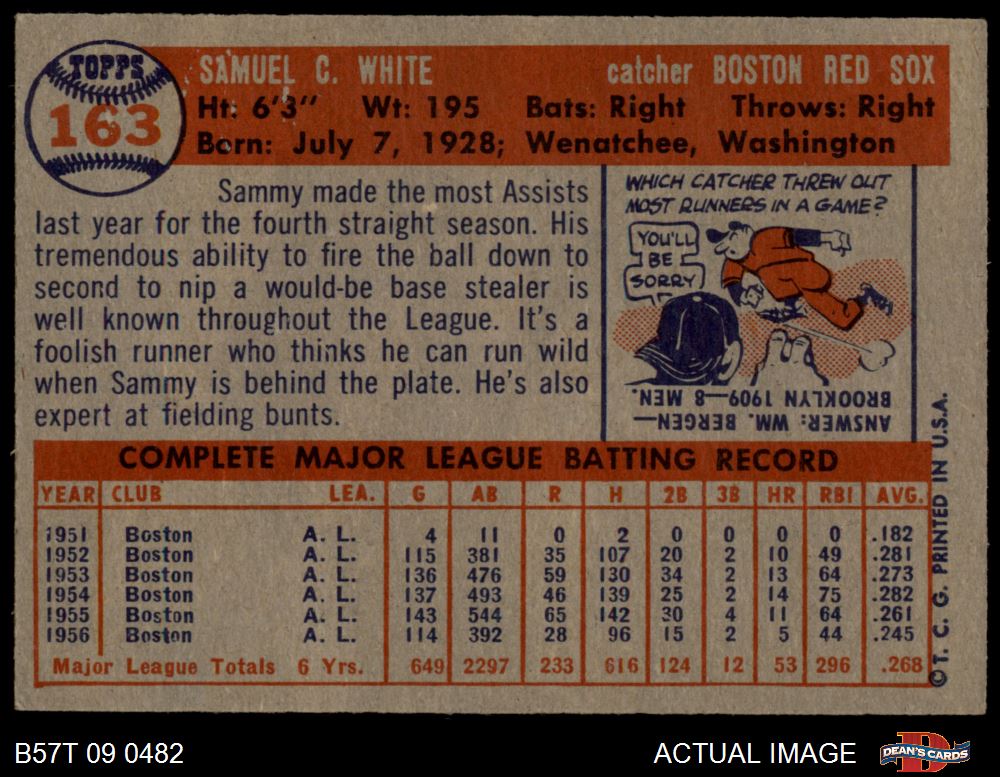 TOPPS
163
SAMUEL C. WHITE catcher BOSTON RED SOX
Ht: 6'3" Wt: 195 Bats: Right Throws: Right
Born: July 7, 1928; Wenatchee, Washington
Sammy made the most Assists
last year for the fourth straight season. His
tremendous ability to fire the ball down to
second to nip a would-be base stealer is
well known throughout the League. It's a
foolish runner who thinks he can run wild
when Sammy is behind the plate. He's also
expert at fielding bunts.
WHICH CATCHER THREW OUT
MOST RUNNERS IN A GAME?
YOU'LL
BE
SORRY
ANSWER: WM. BERGEN—
BROOKLYN 1909—8 MEN.
COMPLETE MAJOR LEAGUE BATTING RECORD
YEAR CLUB LEA. G AB R H 2B 3B HR RBI AVG.
1951 Boston A. L. 4 11 0 2 0 0 0 0 .182
1952 Boston A. L. 115 381 35 107 20 2 10 49 .281
1953 Boston A. L. 136 476 59 130 34 2 13 64 .273
1954 Boston A. L. 137 493 46 139 25 2 14 75 .282
1955 Boston A. L. 143 544 65 142 30 4 11 64 .261
1956 Boston A. L. 114 392 28 96 15 2 5 44 .245
Major League Totals 6 Yrs. 649 2297 233 616 124 12 53 296 .268
©T. C. G. PRINTED IN U.S.A.
B57T 09 0482
ACTUAL IMAGE
D
DEAN'S CARDS